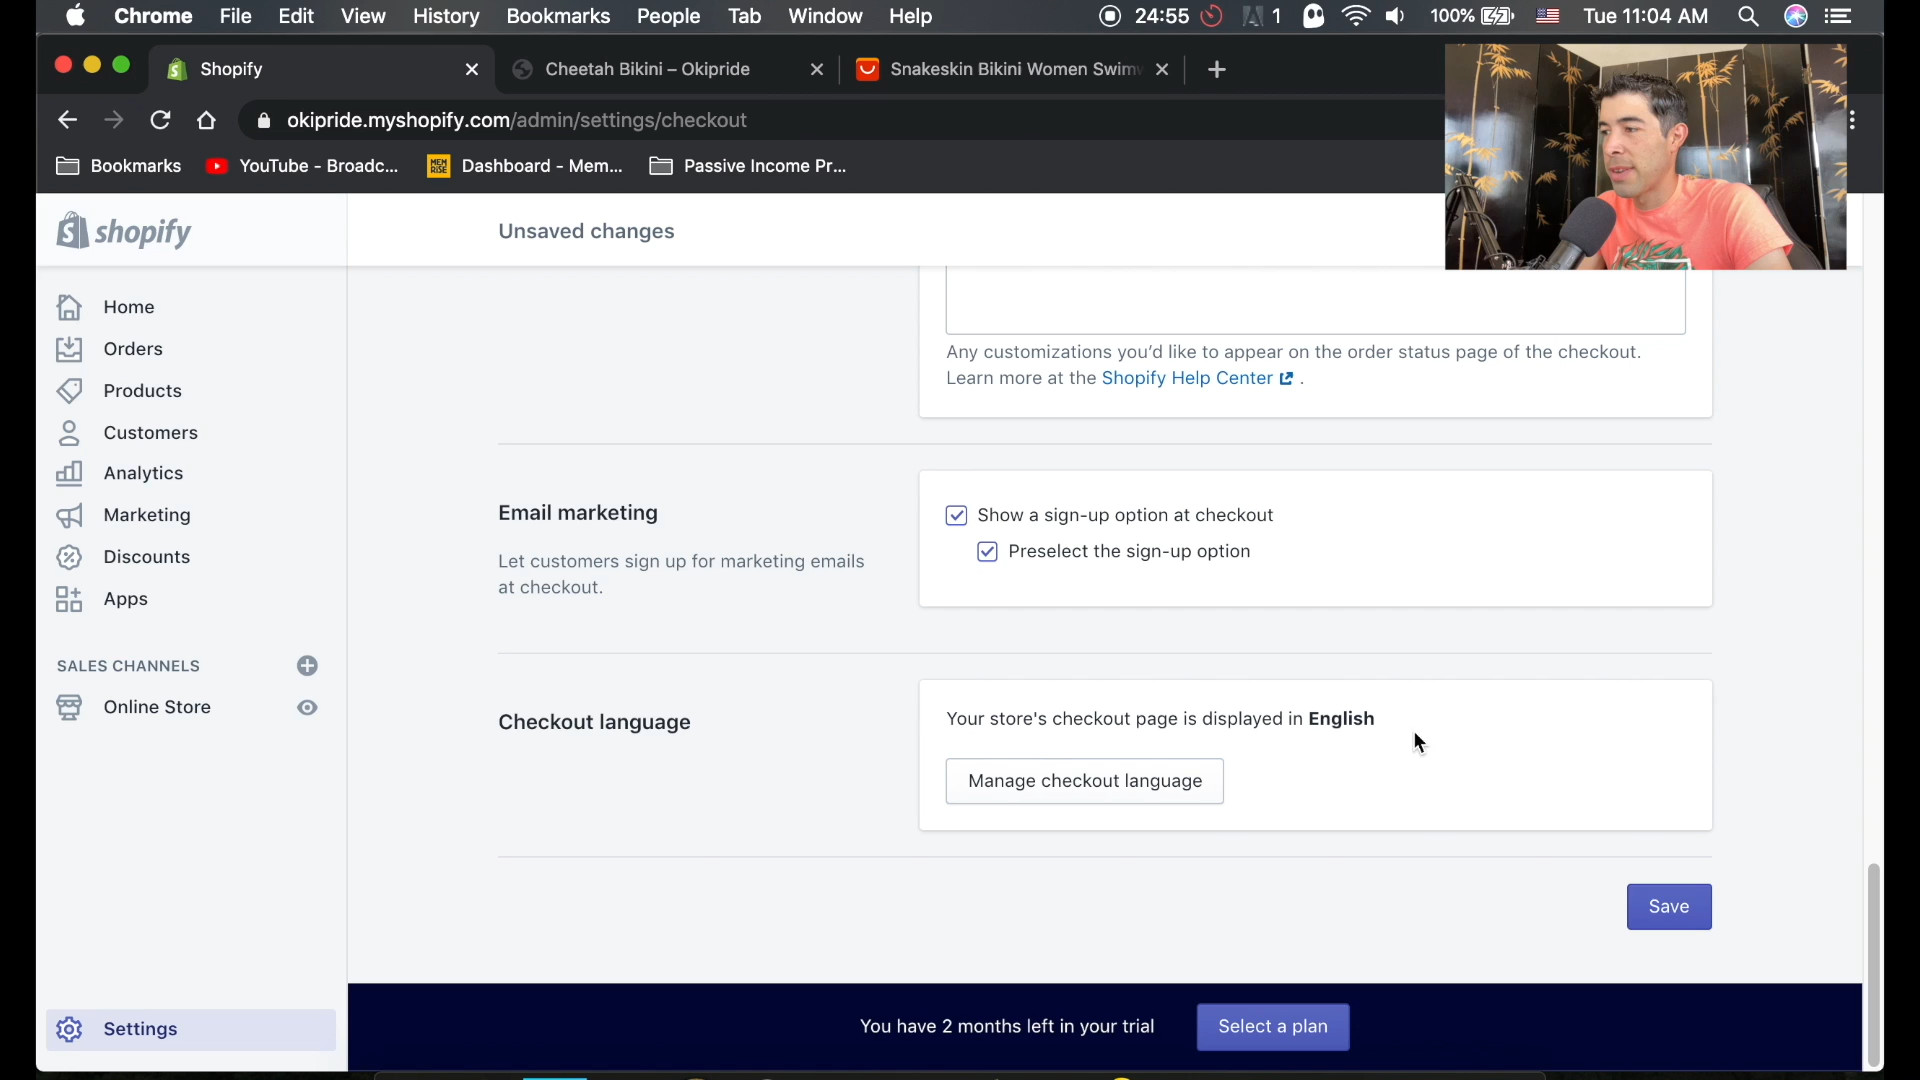 Chrome File Edit View History Bookmarks People Tab Window Help 24:55 1 100% Tue 11:04 AM
Shopify
Cheetah Bikini – Okipride
Snakeskin Bikini Women Swim
okipride.myshopify.com/admin/settings/checkout
Bookmarks
YouTube - Broadc...
MEM RISE
Dashboard - Mem...
Passive Income Pr...
shopify
Unsaved changes
Home
Orders
Products
Customers
Analytics
Marketing
Discounts
Apps
SALES CHANNELS
Online Store
Settings
Any customizations you'd like to appear on the order status page of the checkout.
Learn more at the Shopify Help Center .
Email marketing
Let customers sign up for marketing emails
at checkout.
Show a sign-up option at checkout
Preselect the sign-up option
Checkout language
Your store's checkout page is displayed in English
Manage checkout language
Save
You have 2 months left in your trial
Select a plan